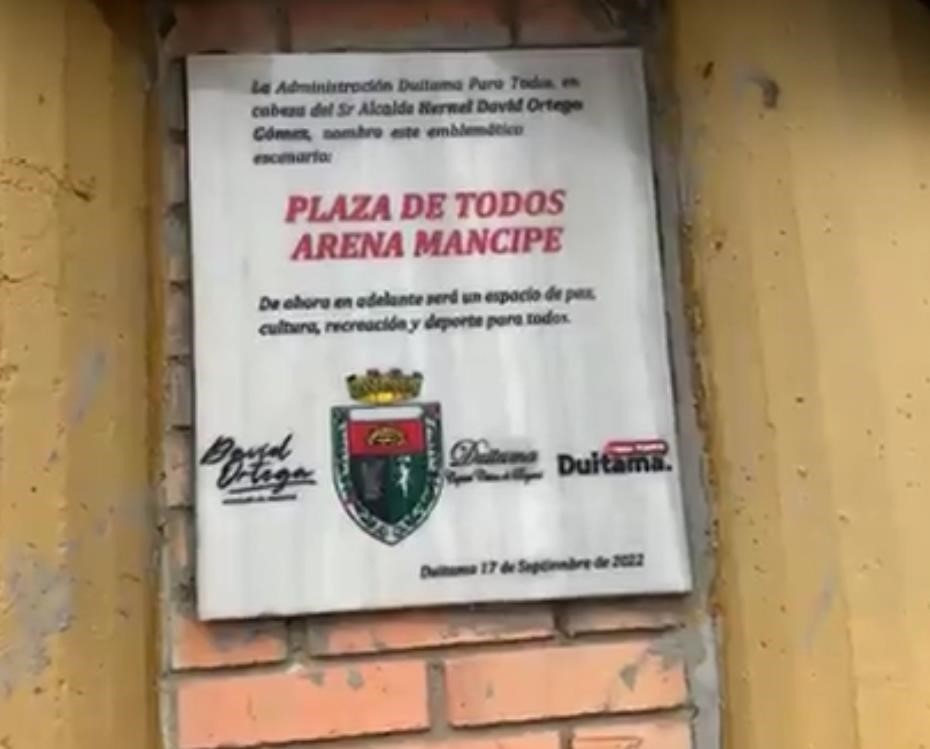 La Administración Duitama Para Todos, en
cabeza del Sr Alcalde Hernel David Ortega
Gómez, nombra este emblemático
escenario:
PLAZA DE TODOS
ARENA MANCIPE
De ahora en adelante será un espacio de paz,
cultura, recreación y deporte para todos.
David
Ortega
Duitama
Duitama.
Duitama 17 de Septiembre de 2022